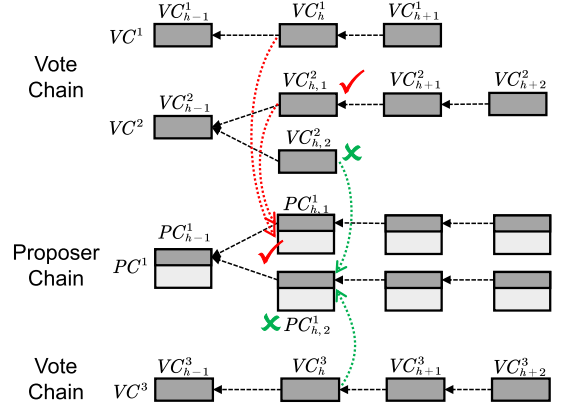 VC^1_{h-1} VC^1_h VC^1_{h+1}
Vote Chain VC^1
VC^2_{h-1} VC^2_{h,1} VC^2_{h+1} VC^2_{h+2}
VC^2
VC^2_{h,2}
PC^1_{h-1} PC^1_{h,1}
Proposer Chain PC^1
PC^1_{h,2}
VC^3_{h-1} VC^3_h VC^3_{h+1} VC^3_{h+2}
Vote Chain VC^3